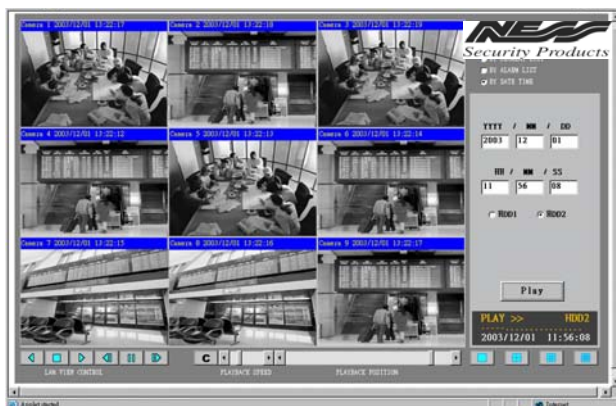 Camera 1 2003/12/01 13:22:17
Camera 2 2003/12/01 13:22:18
Camera 3 2003/12/01 13:22:19
NESS
Security Products
BY ALARM LIST
BY DATE TIME
Camera 4 2003/12/01 13:22:12
Camera 5 2003/12/01 13:22:13
Camera 6 2003/12/01 13:22:14
YYYY / MM / DD
2003 12 01
HH / MM / SS
11 56 08
HDD1 HDD2
Camera 7 2003/12/01 13:22:15
Camera 8 2003/12/01 13:22:16
Camera 9 2003/12/01 13:22:17
Play
PLAY >> HDD2
2003/12/01 11:56:08
C
LAN VIEW CONTROL
PLAYBACK SPEED
PLAYBACK POSITION
Applet started
Internet